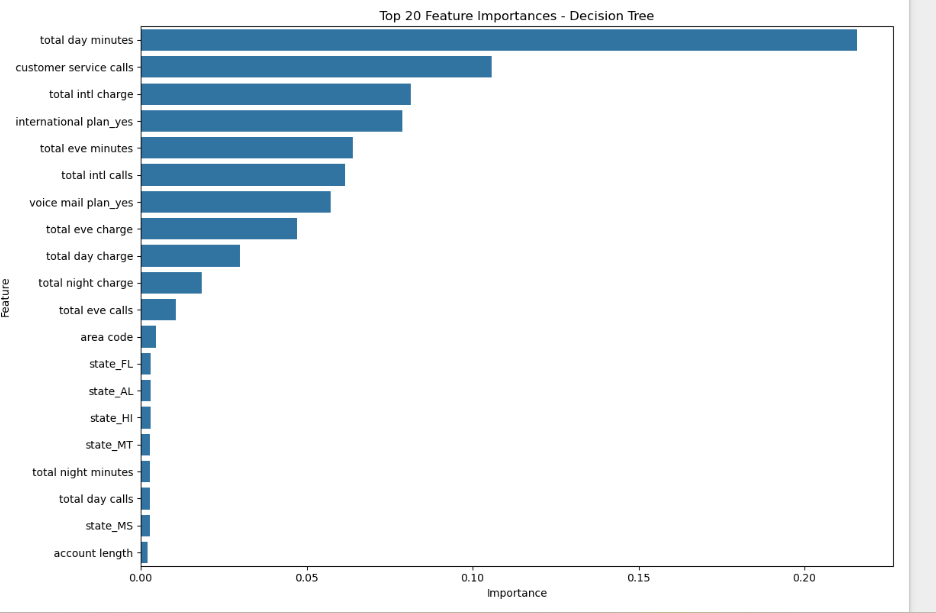 Top 20 Feature Importances - Decision Tree
Feature
total day minutes
customer service calls
total intl charge
international plan_yes
total eve minutes
total intl calls
voice mail plan_yes
total eve charge
total day charge
total night charge
total eve calls
area code
state_FL
state_AL
state_HI
state_MT
total night minutes
total day calls
state_MS
account length
0.00 0.05 0.10 0.15 0.20
Importance